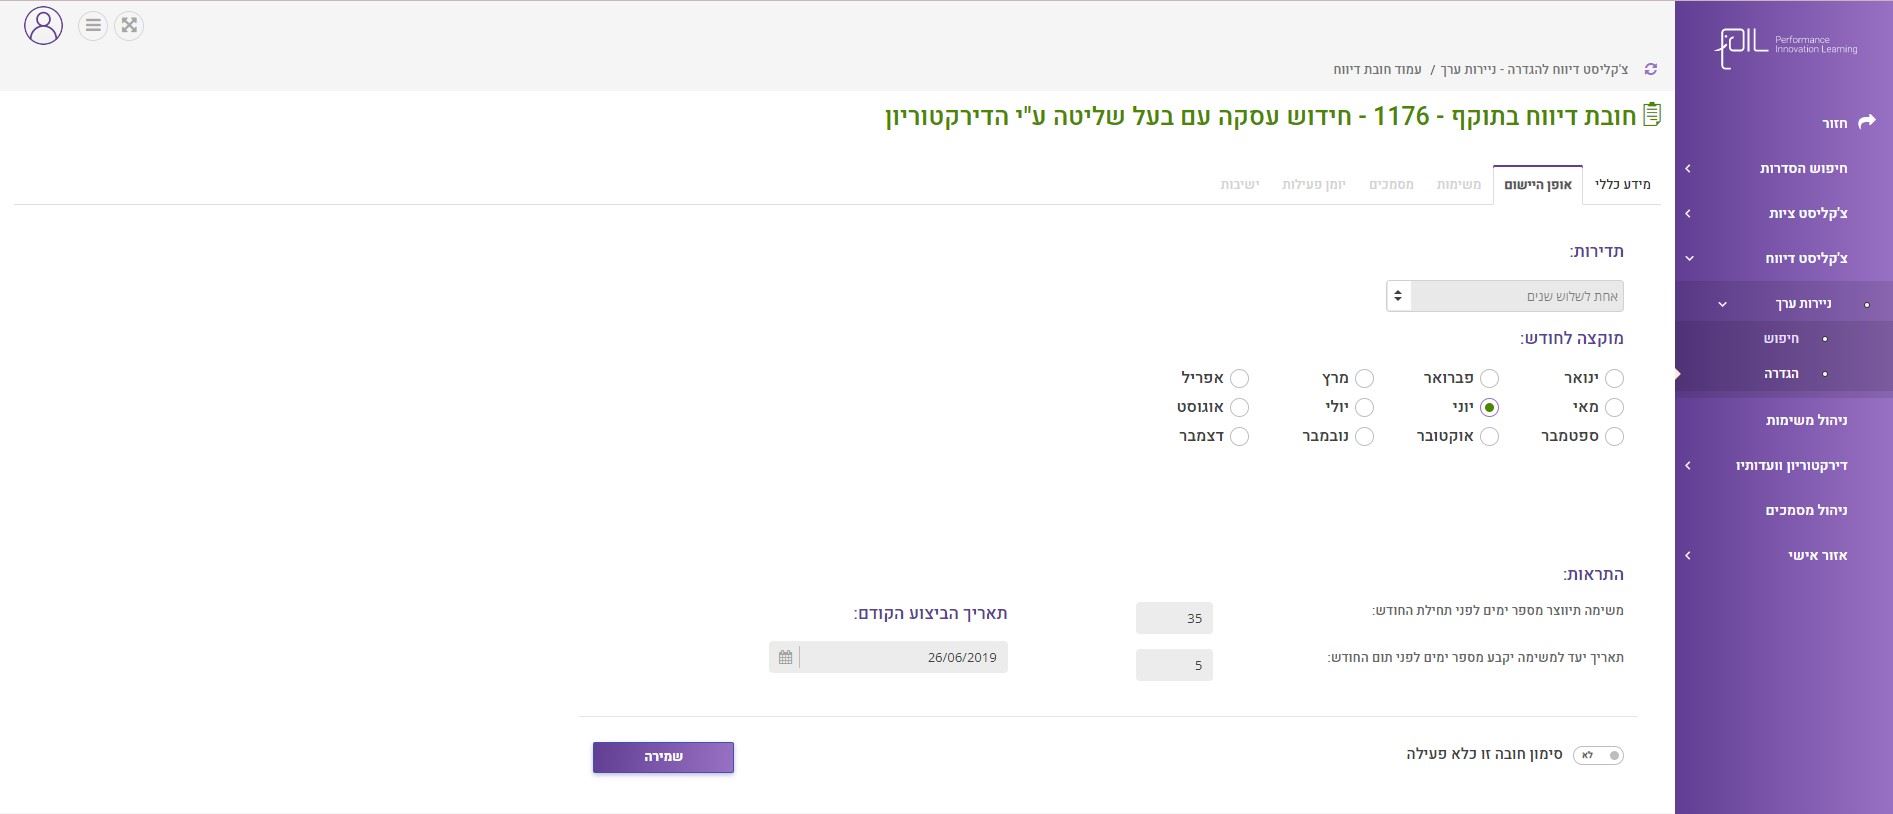 PIL
Performance
Innovation Learning
חזור
חיפוש הסדרות
צ'קליסט ציות
צ'קליסט דיווח
ניירות ערך
חיפוש
הגדרה
ניהול משימות
דירקטוריון וועדותיו
ניהול מסמכים
אזור אישי
צ'קליסט דיווח להגדרה - ניירות ערך / עמוד חובת דיווח
חובת דיווח בתוקף - 1176 - חידוש עסקה עם בעל שליטה ע"י הדירקטוריון
מידע כללי אופן היישום משימות מסמכים יומן פעילות ישיבות
תדירות:
אחת לשלוש שנים
מוקצה לחודש:
ינואר פברואר מרץ אפריל
מאי יוני יולי אוגוסט
ספטמבר אוקטובר נובמבר דצמבר
התראות:
משימה תיווצר מספר ימים לפני תחילת החודש: 35
תאריך יעד למשימה יקבע מספר ימים לפני תום החודש: 5
תאריך הביצוע הקודם:
26/06/2019
לא סימון חובה זו כלא פעילה
שמירה